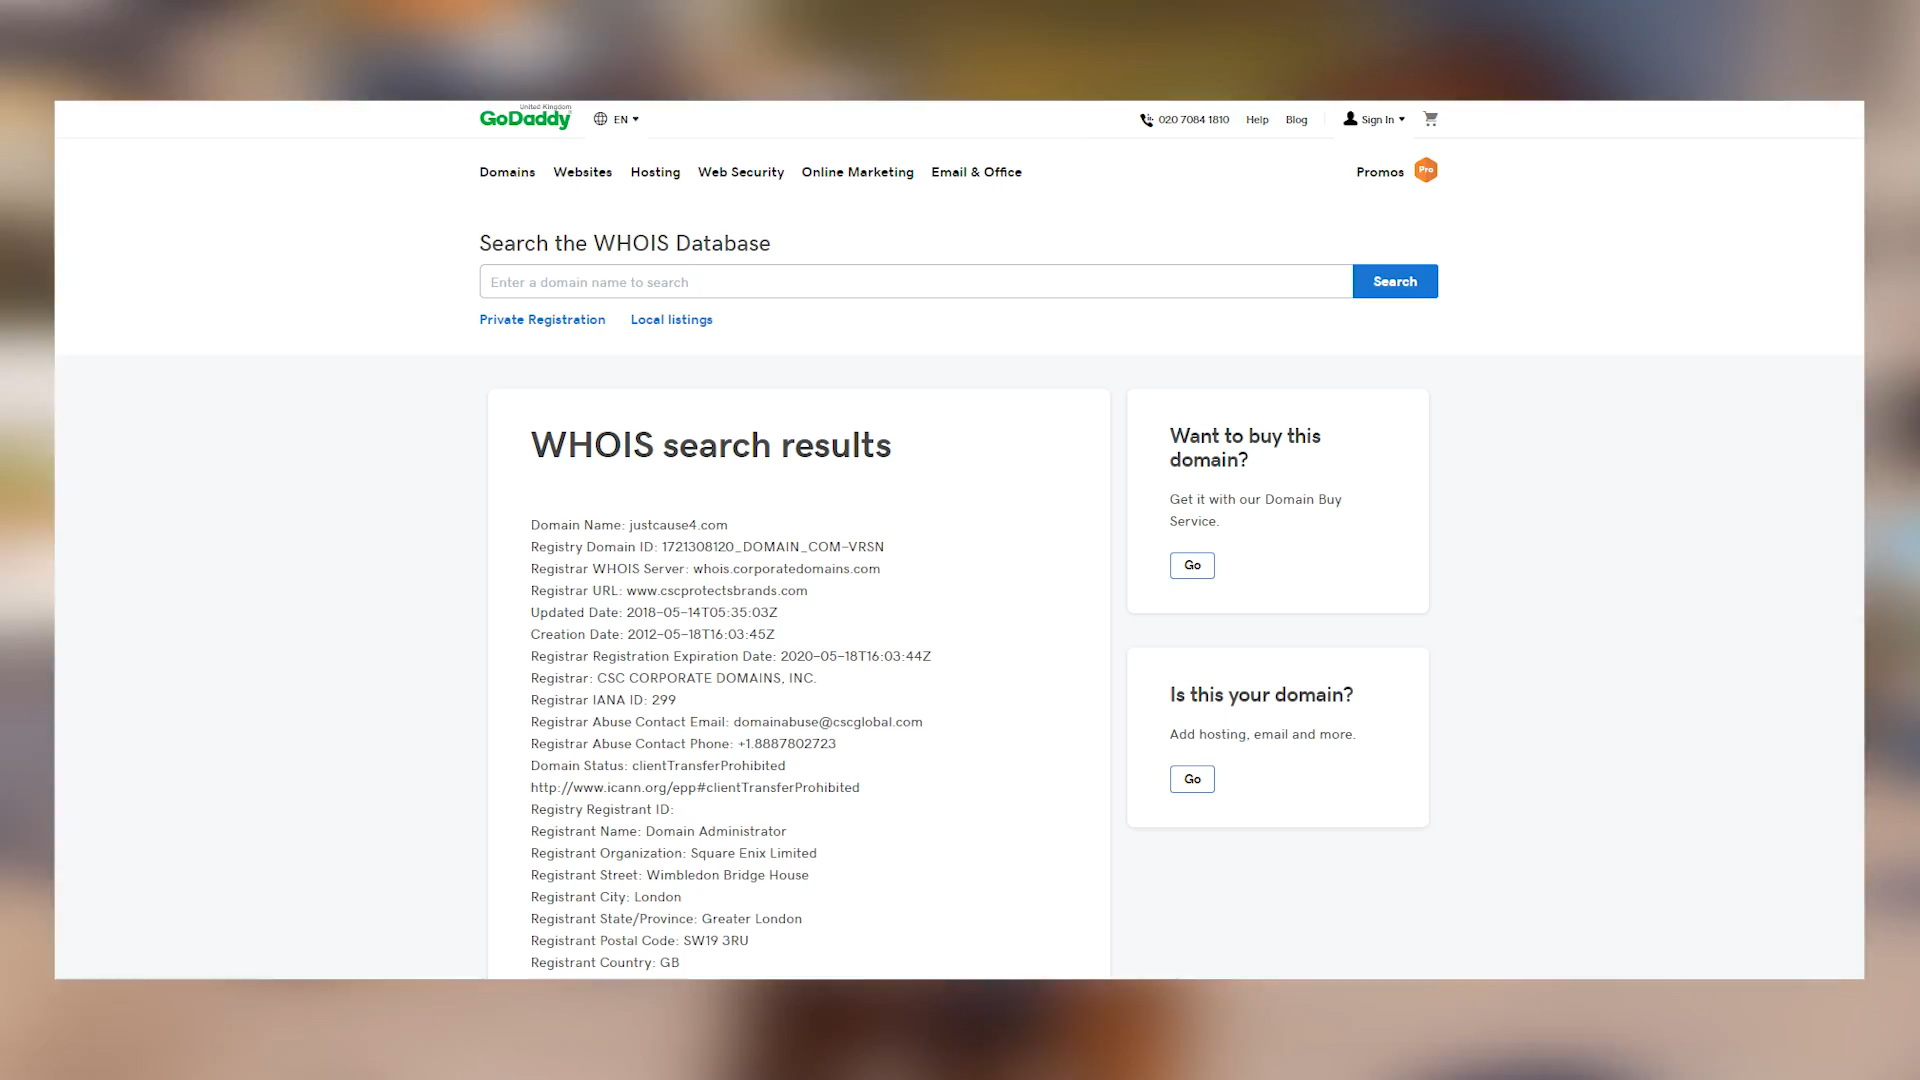 United Kingdom
GoDaddy
EN
020 7084 1810
Help
Blog
Sign In
Domains
Websites
Hosting
Web Security
Online Marketing
Email & Office
Promos
Pro
Search the WHOIS Database
Enter a domain name to search
Search
Private Registration
Local listings
WHOIS search results
Domain Name: justcause4.com
Registry Domain ID: 1721308120_DOMAIN_COM-VRSN
Registrar WHOIS Server: whois.corporatedomains.com
Registrar URL: www.cscprotectsbrands.com
Updated Date: 2018-05-14T05:35:03Z
Creation Date: 2012-05-18T16:03:45Z
Registrar Registration Expiration Date: 2020-05-18T16:03:44Z
Registrar: CSC CORPORATE DOMAINS, INC.
Registrar IANA ID: 299
Registrar Abuse Contact Email: domainabuse@cscglobal.com
Registrar Abuse Contact Phone: +1.8887802723
Domain Status: clientTransferProhibited
http://www.icann.org/epp#clientTransferProhibited
Registry Registrant ID:
Registrant Name: Domain Administrator
Registrant Organization: Square Enix Limited
Registrant Street: Wimbledon Bridge House
Registrant City: London
Registrant State/Province: Greater London
Registrant Postal Code: SW19 3RU
Registrant Country: GB
Want to buy this
domain?
Get it with our Domain Buy
Service.
Go
Is this your domain?
Add hosting, email and more.
Go